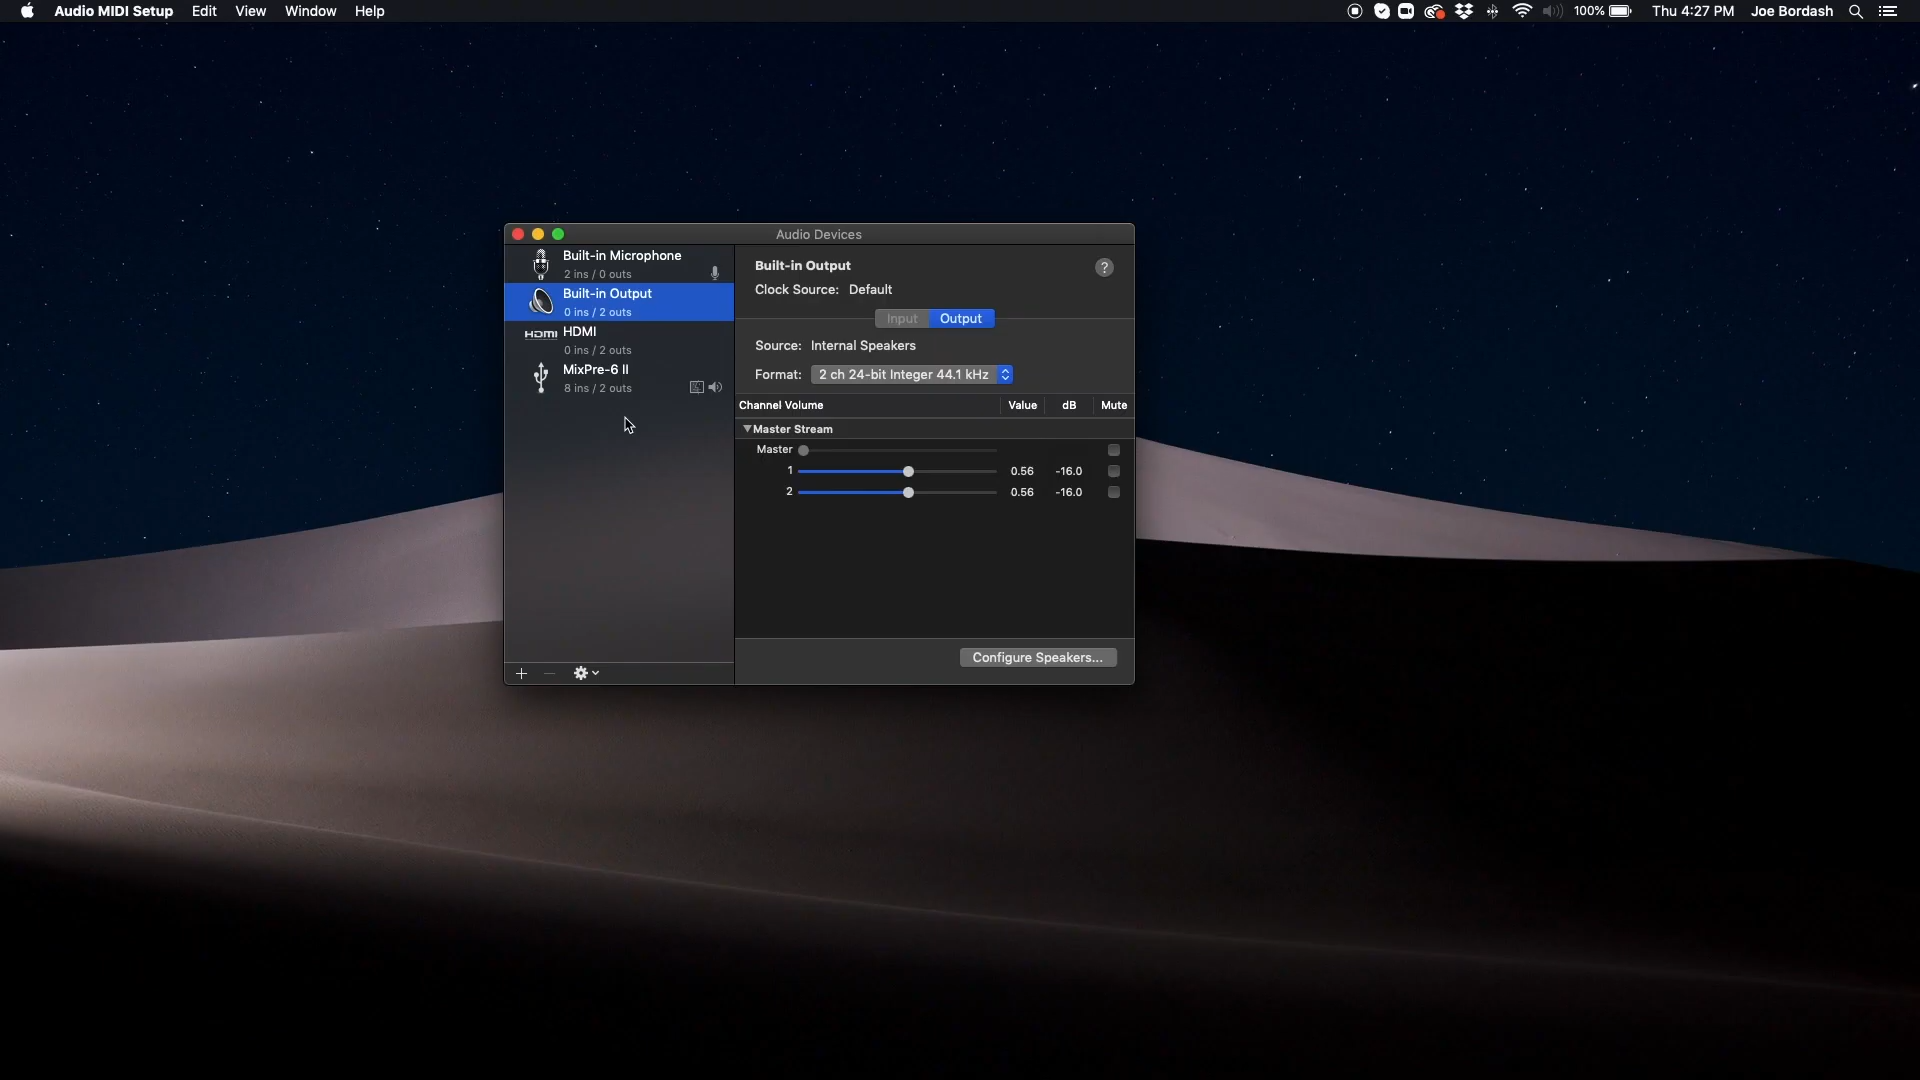 Audio MIDI Setup Edit View Window Help
100% Thu 4:27 PM Joe Bordash
Audio Devices
Built-in Microphone
2 ins / 0 outs
Built-in Output
0 ins / 2 outs
HDMI HDMI
0 ins / 2 outs
MixPre-6 II
8 ins / 2 outs
Built-in Output
?
Clock Source: Default
Input Output
Source: Internal Speakers
Format: 2 ch 24-bit Integer 44.1 kHz
Channel Volume Value dB Mute
Master Stream
Master
1 0.56 -16.0
2 0.56 -16.0
Configure Speakers...